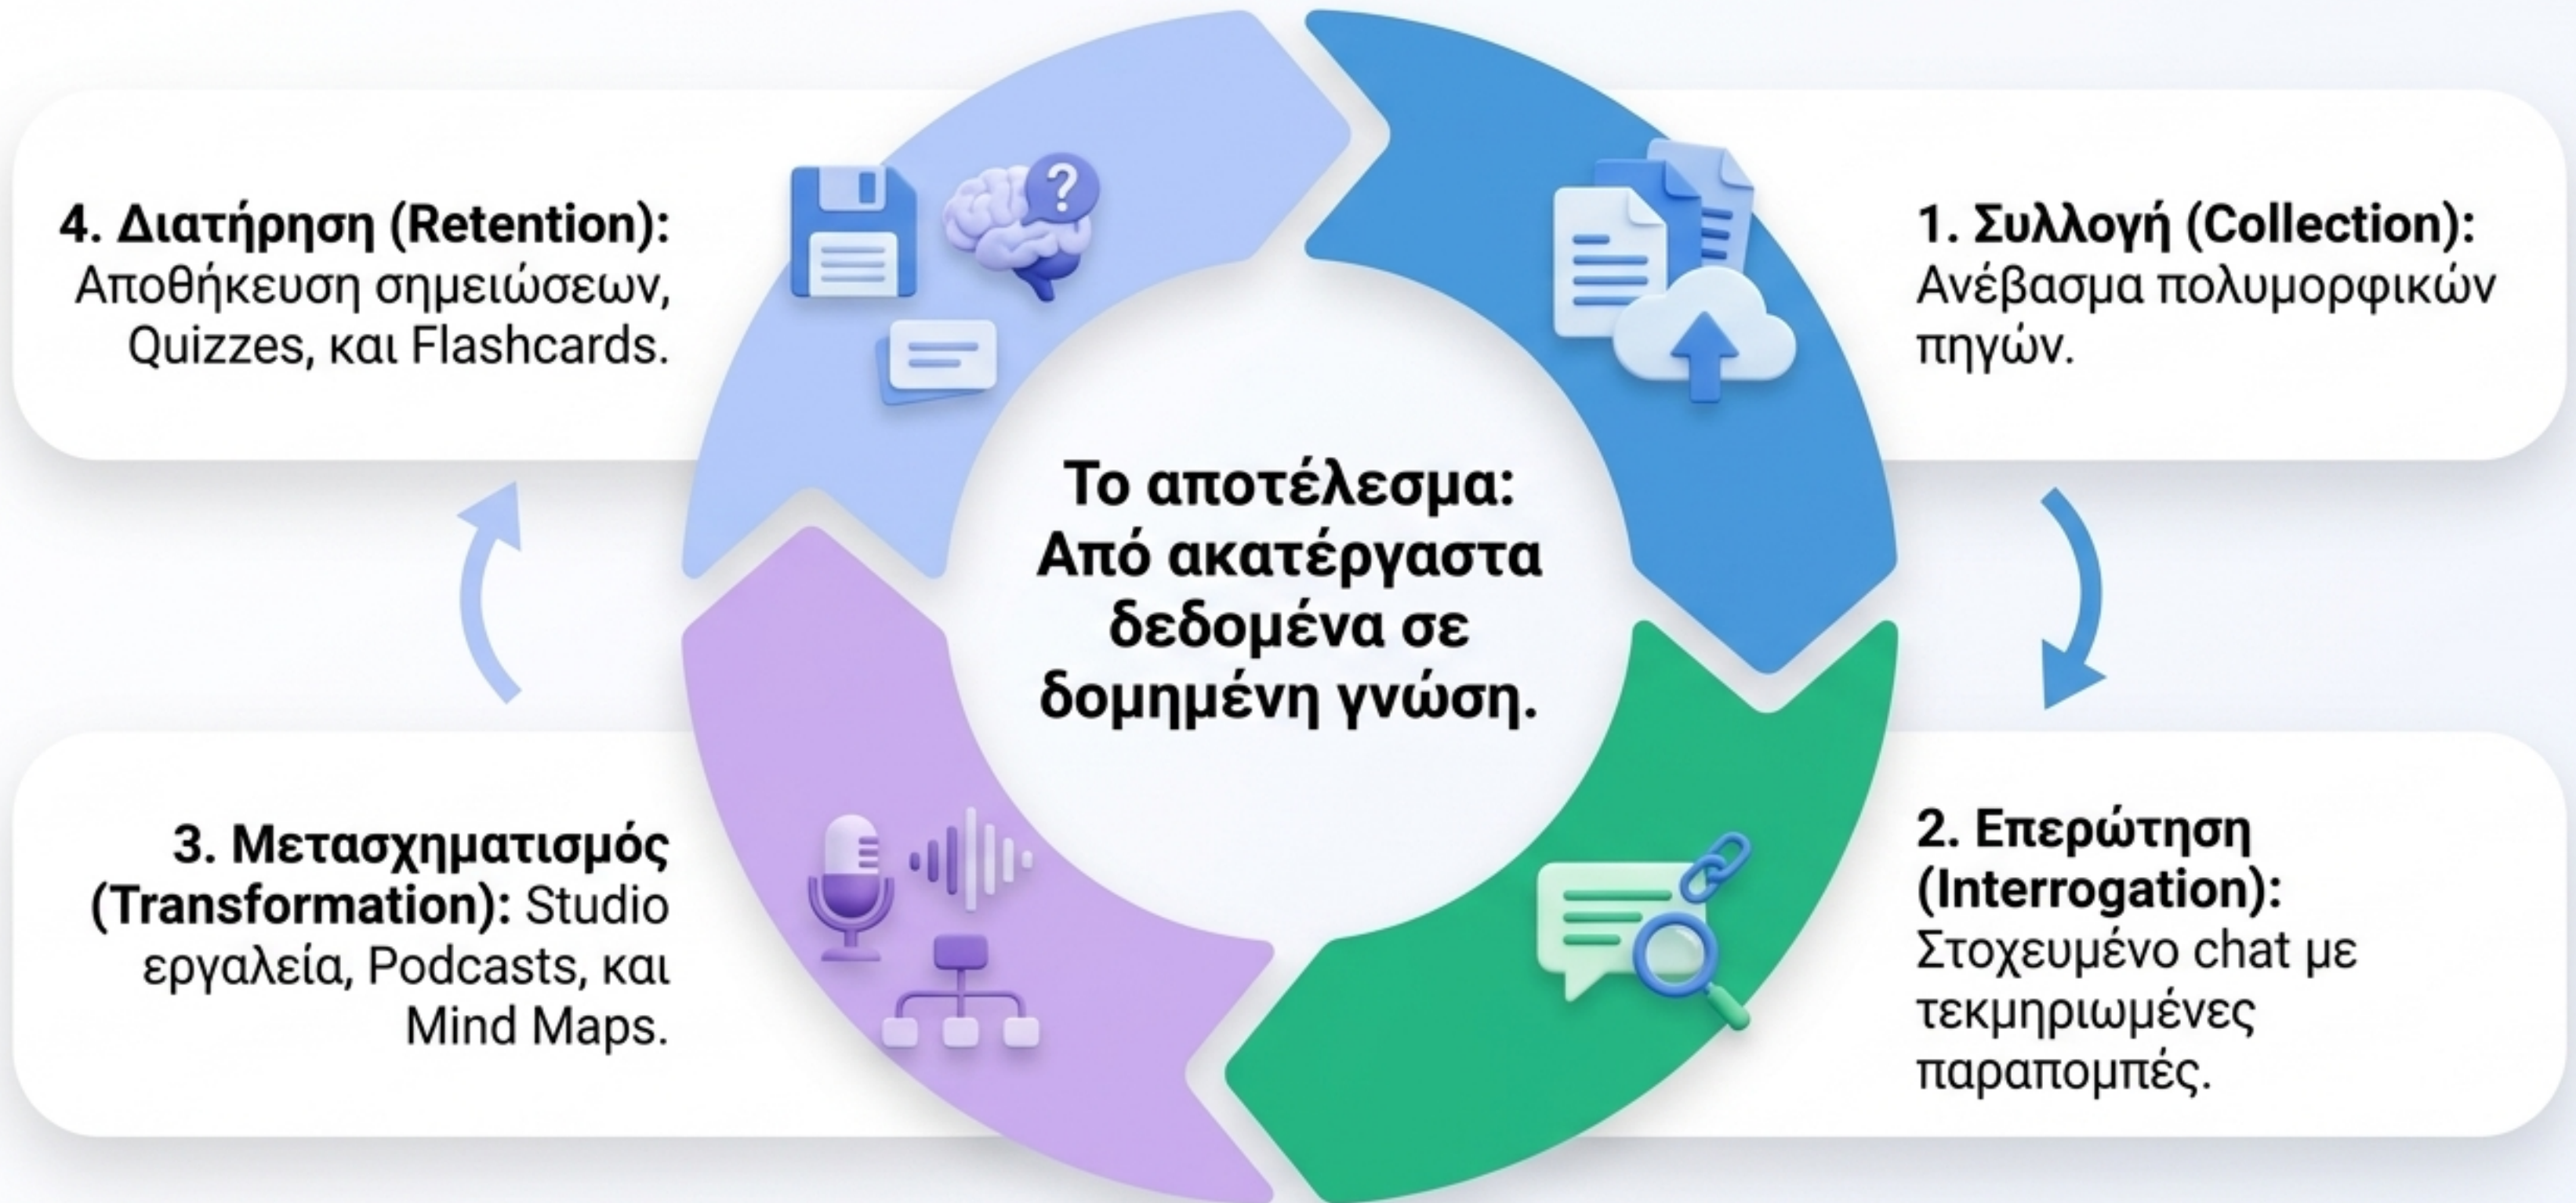 1. Συλλογή (Collection):
Ανέβασμα πολυμορφικών
πηγών.
2. Επερώτηση
(Interrogation):
Στοχευμένο chat με
τεκμηριωμένες
παραπομπές.
3. Μετασχηματισμός
(Transformation): Studio
εργαλεία, Podcasts, και
Mind Maps.
4. Διατήρηση (Retention):
Αποθήκευση σημειώσεων,
Quizzes, και Flashcards.
Το αποτέλεσμα:
Από ακατέργαστα
δεδομένα σε
δομημένη γνώση.
?